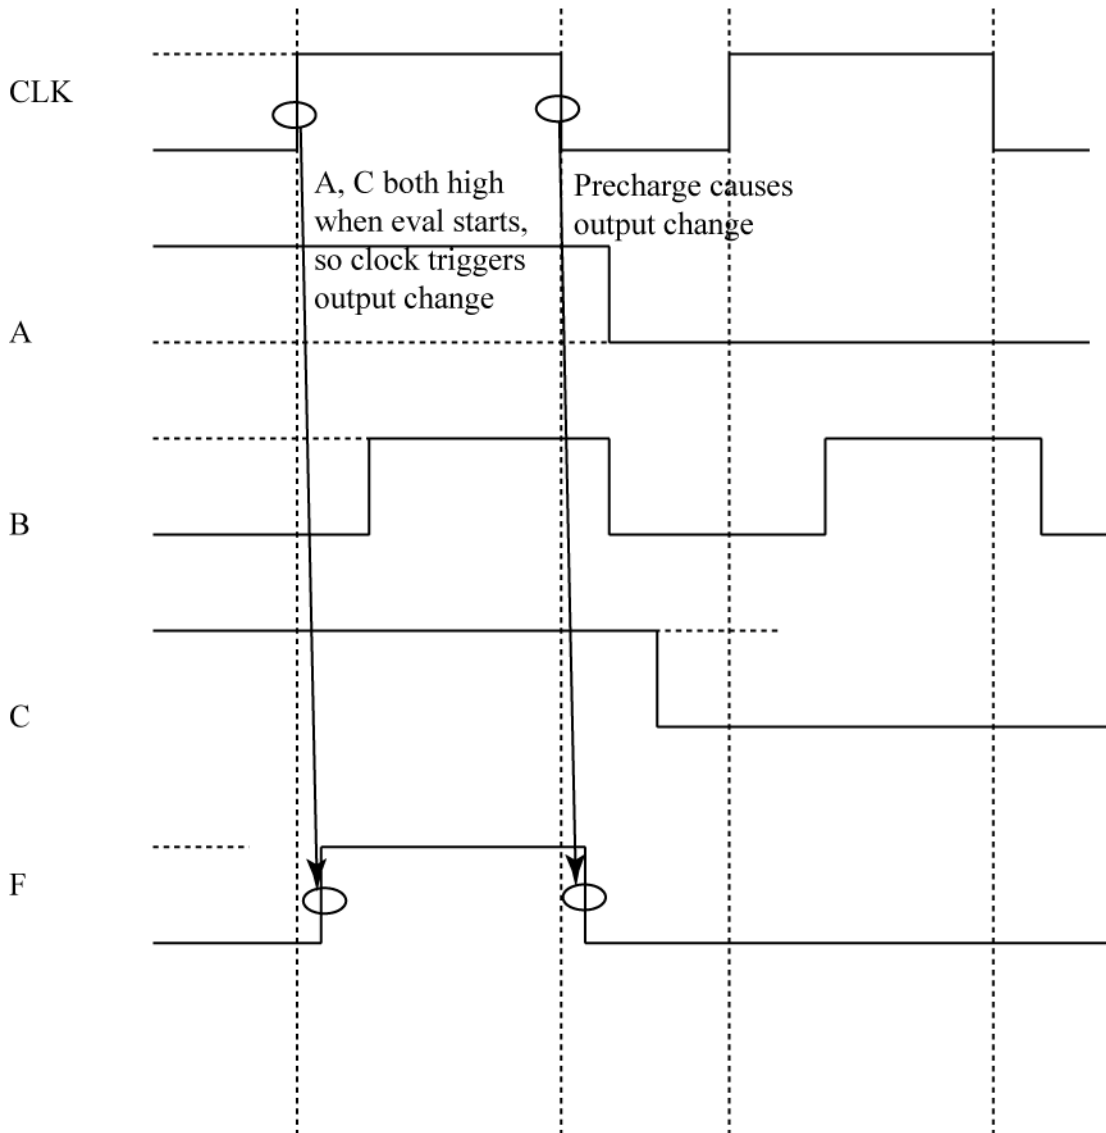 CLK
A, C both high
when eval starts,
so clock triggers
output change
Precharge causes
output change
A
B
C
F